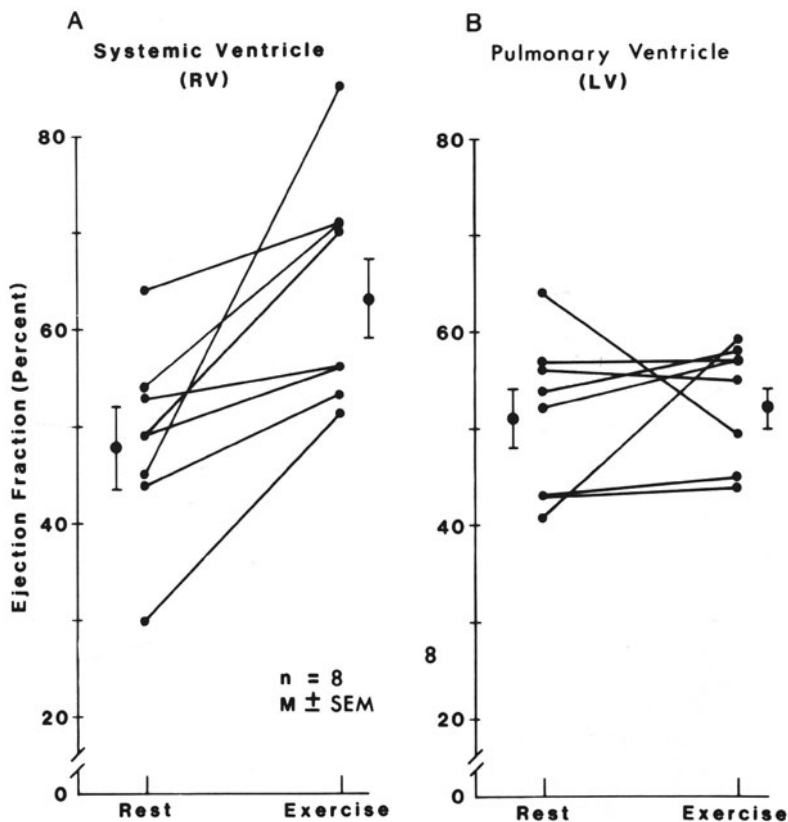 A
Systemic Ventricle
(RV)
80
60
40
20
0
Ejection Fraction (Percent)
n = 8
M ± SEM
Rest
Exercise
B
Pulmonary Ventricle
(LV)
80
60
40
20
0
8
Rest
Exercise